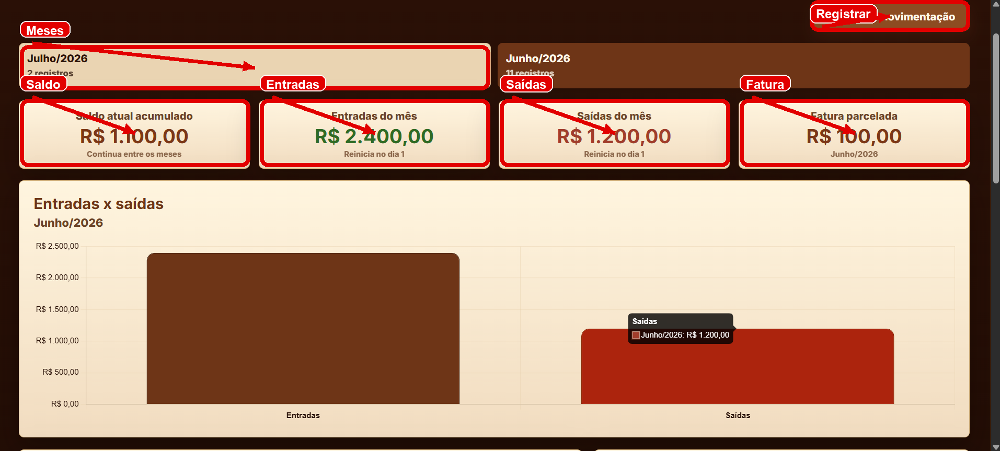 Registrar
ovimentação
Meses
Julho/2026
2 registros
Junho/2026
11 registros
Saldo
Entradas
Saídas
Fatura
Saldo atual acumulado
R$ 1.100,00
Continua entre os meses
Entradas do mês
R$ 2.400,00
Reinicia no dia 1
Saídas do mês
R$ 1.200,00
Reinicia no dia 1
Fatura parcelada
R$ 100,00
Junho/2026
Entradas x saídas
Junho/2026
R$ 2.500,00
R$ 2.000,00
R$ 1.500,00
R$ 1.000,00
R$ 500,00
R$ 0,00
Saídas
Junho/2026: R$ 1.200,00
Entradas
Saídas